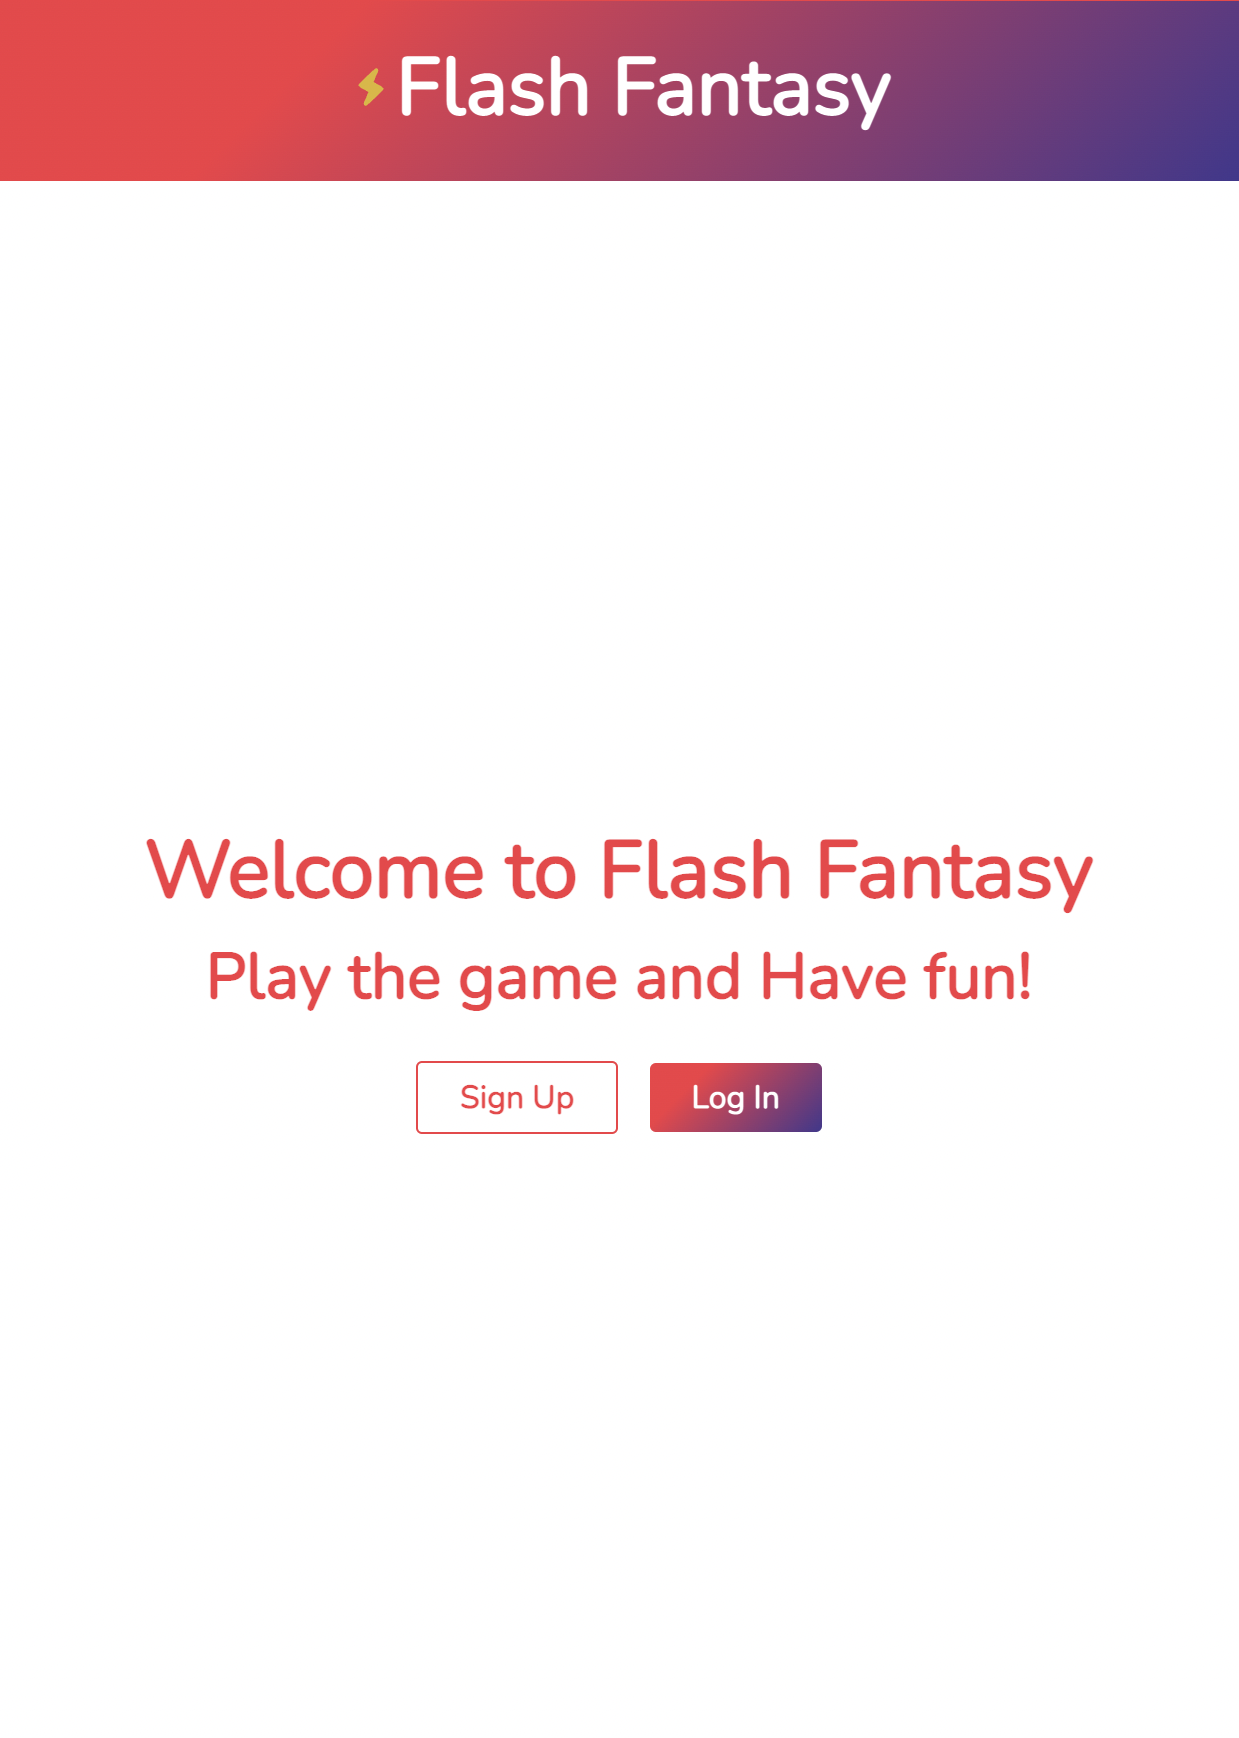 Flash Fantasy
Welcome to Flash Fantasy
Play the game and Have fun!
Sign Up
Log In